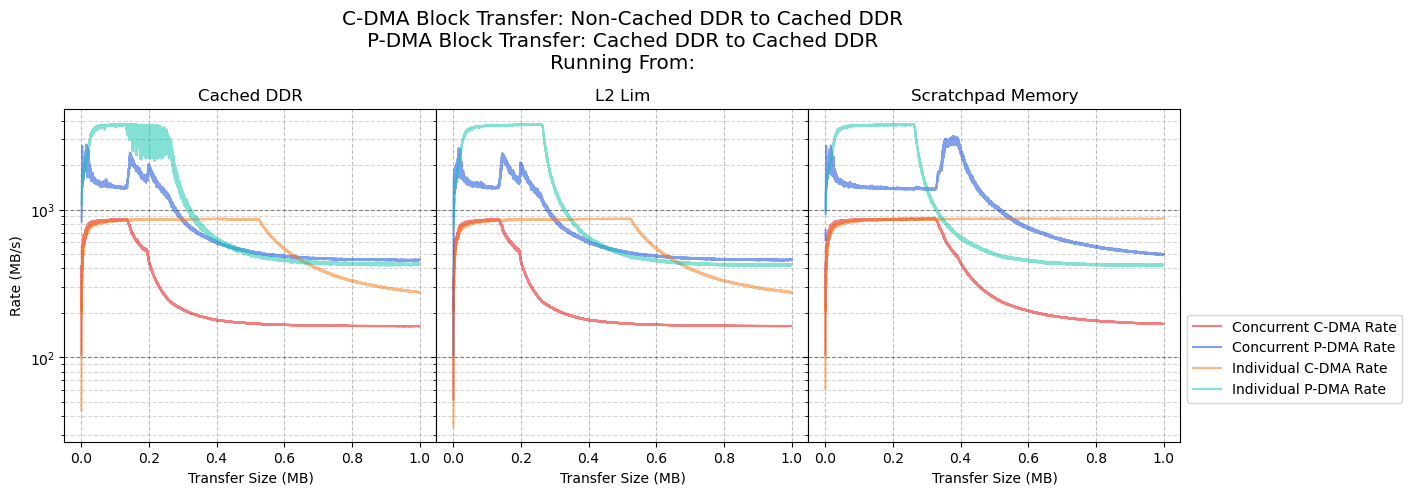 C-DMA Block Transfer: Non-Cached DDR to Cached DDR
P-DMA Block Transfer: Cached DDR to Cached DDR
Running From:
Cached DDR
L2 Lim
Scratchpad Memory
Rate (MB/s)
10³
10²
0.0 0.2 0.4 0.6 0.8 1.0
0.0 0.2 0.4 0.6 0.8 1.0
0.0 0.2 0.4 0.6 0.8 1.0
Transfer Size (MB)
Transfer Size (MB)
Transfer Size (MB)
Concurrent C-DMA Rate
Concurrent P-DMA Rate
Individual C-DMA Rate
Individual P-DMA Rate